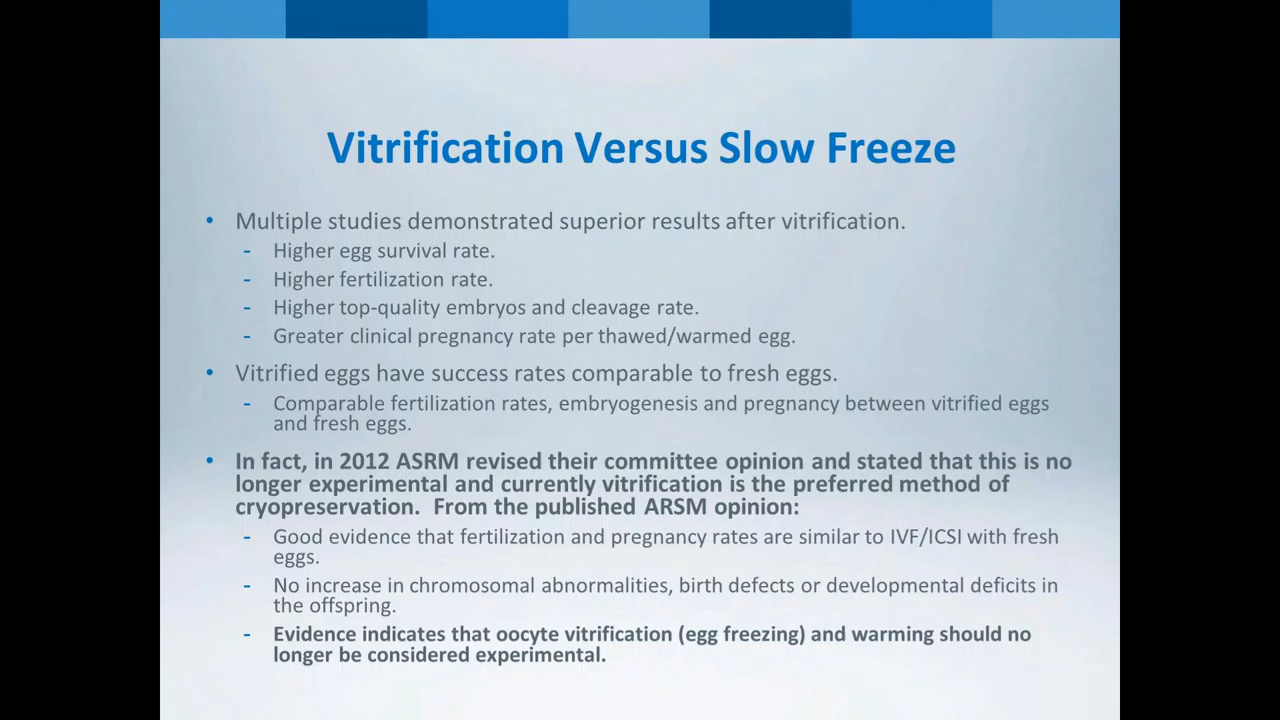 Vitrification Versus Slow Freeze
• Multiple studies demonstrated superior results after vitrification.
- Higher egg survival rate.
- Higher fertilization rate.
- Higher top-quality embryos and cleavage rate.
- Greater clinical pregnancy rate per thawed/warmed egg.
• Vitrified eggs have success rates comparable to fresh eggs.
- Comparable fertilization rates, embryogenesis and pregnancy between vitrified eggs
and fresh eggs.
• In fact, in 2012 ASRM revised their committee opinion and stated that this is no
longer experimental and currently vitrification is the preferred method of
cryopreservation.  From the published ARSM opinion:
- Good evidence that fertilization and pregnancy rates are similar to IVF/ICSI with fresh
eggs.
- No increase in chromosomal abnormalities, birth defects or developmental deficits in
the offspring.
- Evidence indicates that oocyte vitrification (egg freezing) and warming should no
longer be considered experimental.